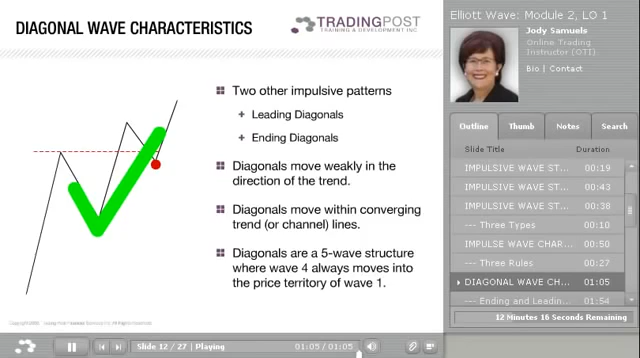 DIAGONAL WAVE CHARACTERISTICS
TRADINGPOST
TRAINING & DEVELOPMENT INC
Two other impulsive patterns
Leading Diagonals
Ending Diagonals
Diagonals move weakly in the
direction of the trend.
Diagonals move within converging
trend (or channel) lines.
Diagonals are a 5-wave structure
where wave 4 always moves into
the price territory of wave 1.
Slide 12 / 27 | Playing
01:05 / 01:05
Elliott Wave: Module 2, LO 1
Jody Samuels
Online Trading
Instructor (OTI).
Bio | Contact
Outline Thumb Notes Search
Slide Title Duration
IMPULSIVE WAVE ST... 00:19
IMPULSIVE WAVE ST... 00:43
IMPULSIVE WAVE ST... 00:38
--- Three Types 00:10
IMPULSE WAVE CHAR... 00:50
--- Three Rules 00:27
DIAGONAL WAVE CH... 01:05
--- Ending and Leadin... 01:54
12 Minutes 16 Seconds Remaining